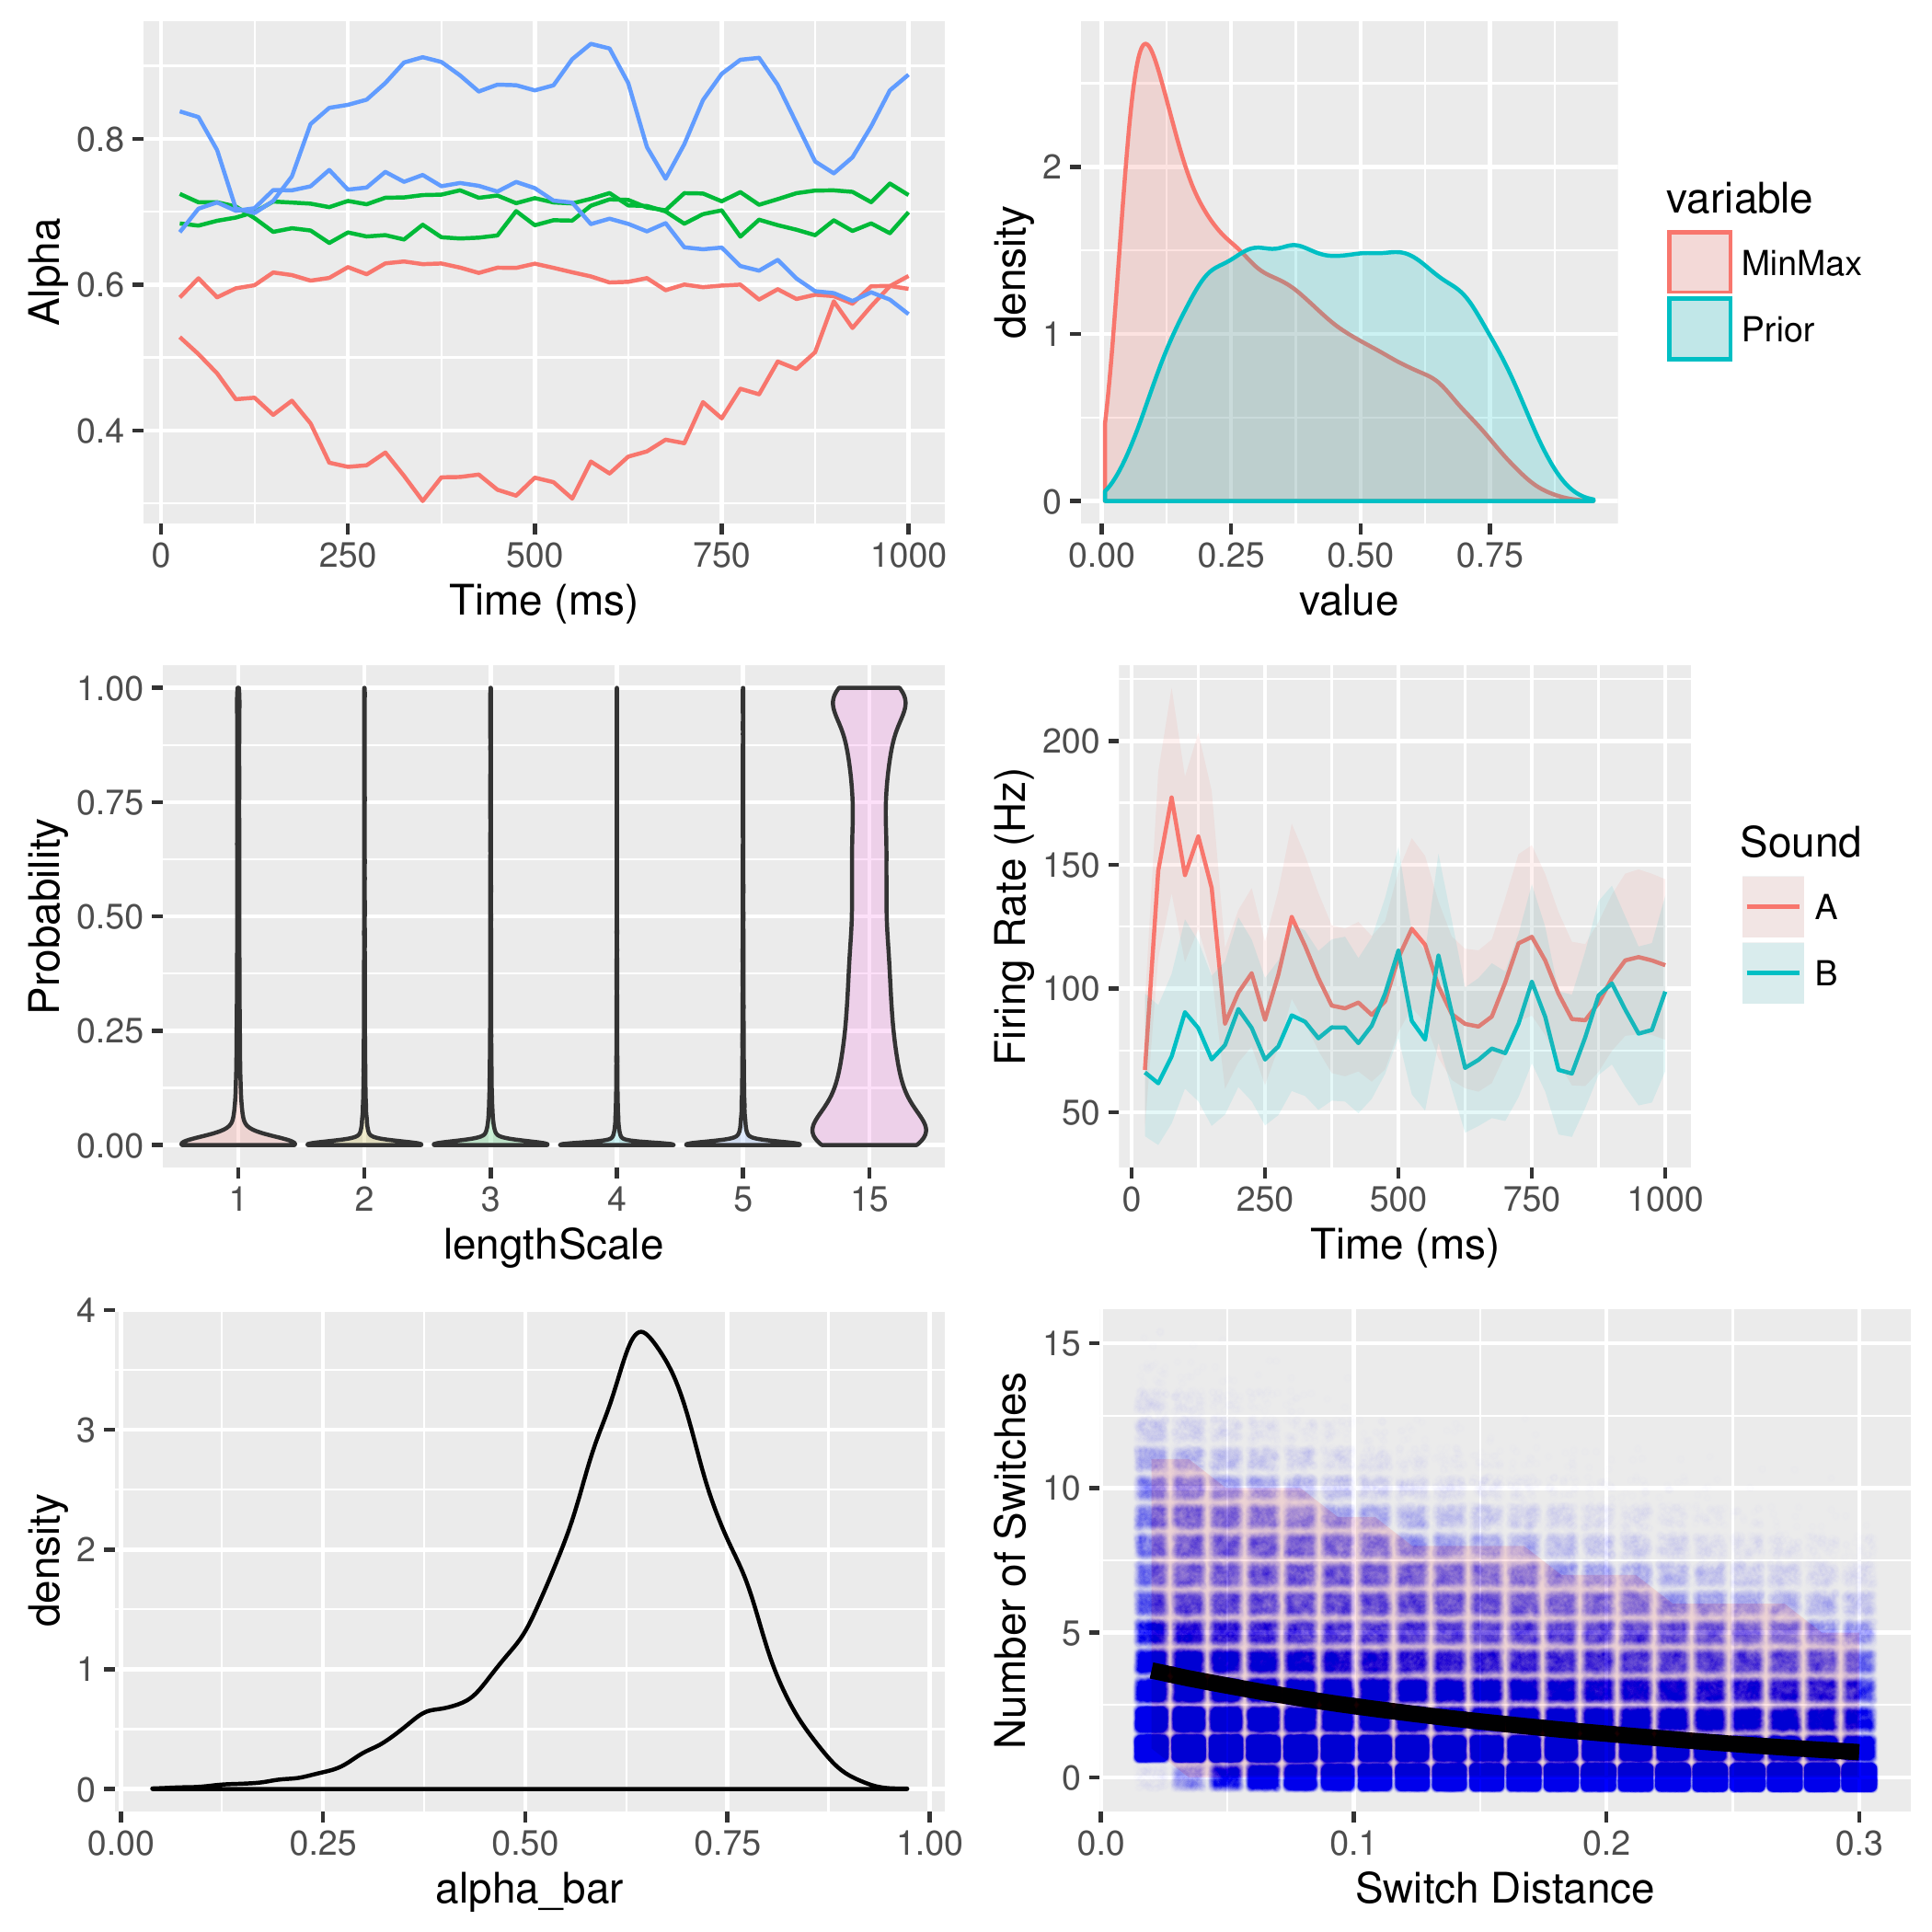 Alpha
0.8
0.6
0.4
0 250 500 750 1000
Time (ms)
density
2
1
0
0.00 0.25 0.50 0.75
value
variable
MinMax
Prior
Probability
1.00
0.75
0.50
0.25
0.00
1 2 3 4 5 15
lengthScale
Firing Rate (Hz)
200
150
100
50
0 250 500 750 1000
Time (ms)
Sound
A
B
density
4
3
2
1
0
0.00 0.25 0.50 0.75 1.00
alpha_bar
Number of Switches
15
10
5
0
0.0 0.1 0.2 0.3
Switch Distance